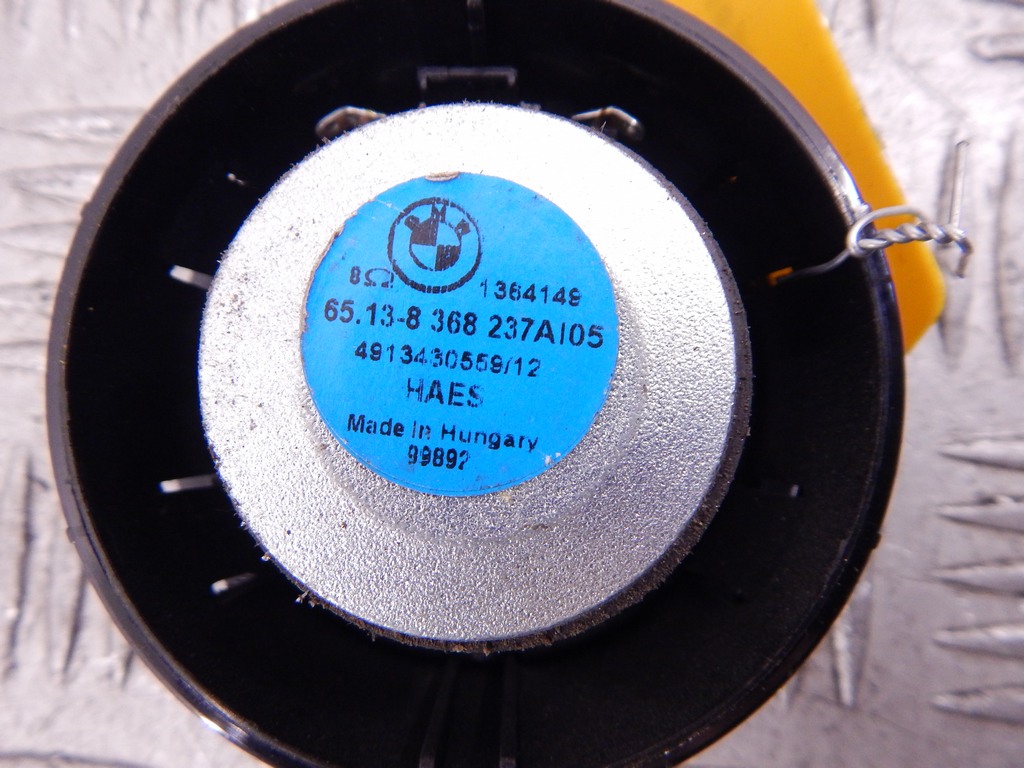 8Ω 1364149
65.13-8 368 237AI05
4913430559/12
HAES
Made in Hungary
99892